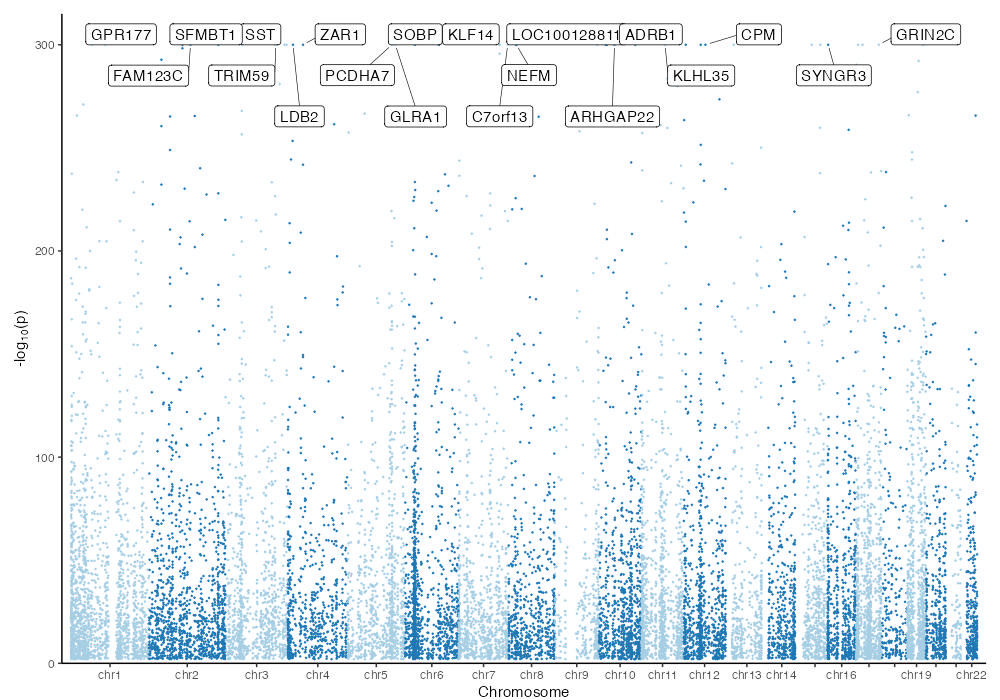 GPR177 SFMBT1 SST ZAR1 SOBP KLF14 LOC100128811 ADRB1 CPM GRIN2C
300
FAM123C TRIM59 PCDHA7 NEFM KLHL35 SYNGR3
LDB2 GLRA1 C7orf13 ARHGAP22
200
-log10(p)
100
0
chr1 chr2 chr3 chr4 chr5 chr6 chr7 chr8 chr9 chr10 chr11 chr12 chr13 chr14 chr16 chr19 chr22
Chromosome